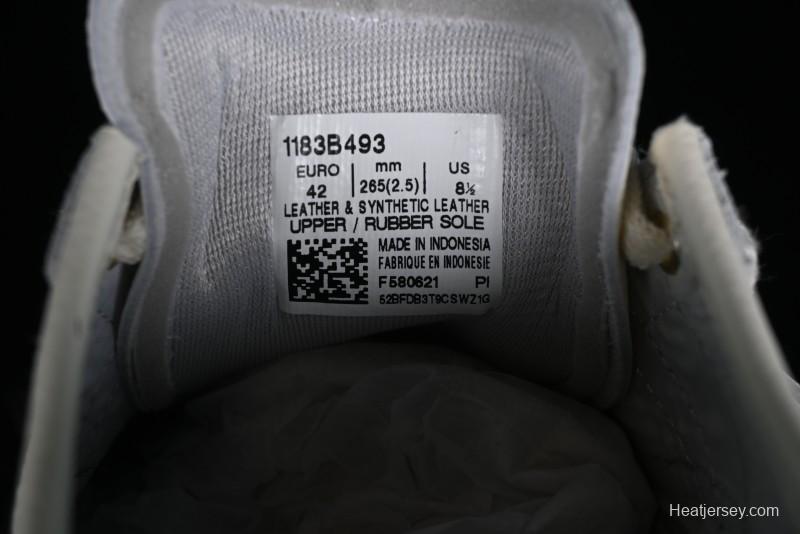 1183B493
EURO mm US
42 265(2.5) 8½
LEATHER & SYNTHETIC LEATHER
UPPER / RUBBER SOLE
MADE IN INDONESIA
FABRIQUE EN INDONESIE
F580621 PI
52BFDB3T9CSWZ1G
Heatjersey.com